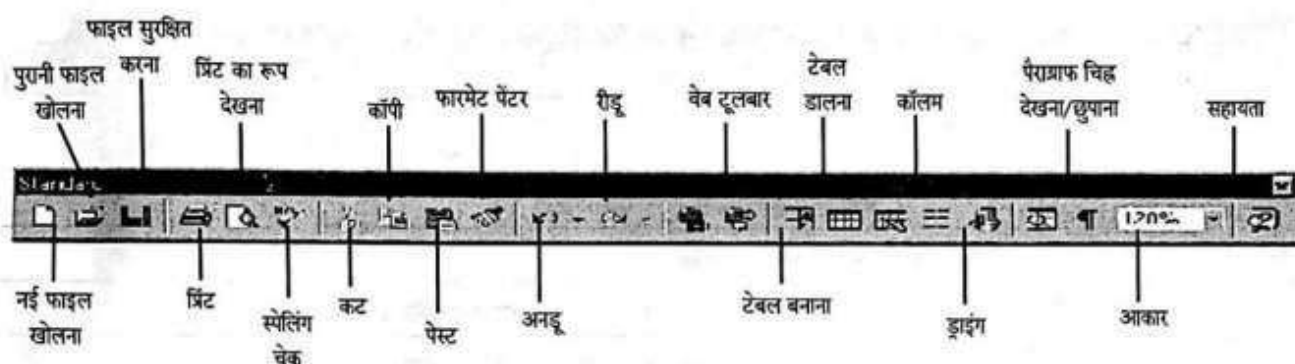 फाइल सुरक्षित
करना
पुरानी फाइल
खोलना
प्रिंट का रूप
देखना
कॉपी
फारमेट पेंटर
रीडू
वेब टूलबार
टेबल
डालना
कॉलम
पैराग्राफ चिह्न
देखना/छुपाना
सहायता
Standard
120%
नई फाइल
खोलना
प्रिंट
स्पेलिंग
चेक
कट
पेस्ट
अनडू
टेबल बनाना
ड्राइंग
आकार